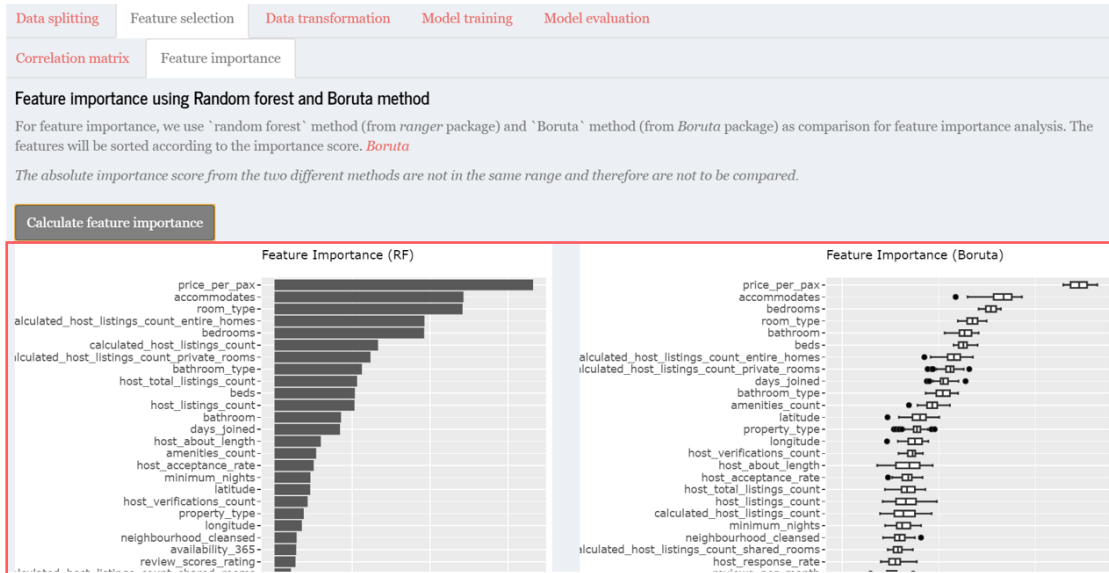 Data splitting Feature selection Data transformation Model training Model evaluation
Correlation matrix Feature importance
Feature importance using Random forest and Boruta method
For feature importance, we use `random forest` method (from ranger package) and `Boruta` method (from Boruta package) as comparison for feature importance analysis. The
features will be sorted according to the importance score. Boruta
The absolute importance score from the two different methods are not in the same range and therefore are not to be compared.
Calculate feature importance
Feature Importance (RF)
price_per_pax
accommodates
room_type
alculated_host_listings_count_entire_homes
bedrooms
calculated_host_listings_count
lculated_host_listings_count_private_rooms
bathroom_type
host_total_listings_count
beds
host_listings_count
bathroom
days_joined
host_about_length
amenities_count
host_acceptance_rate
minimum_nights
latitude
host_verifications_count
property_type
longitude
neighbourhood_cleansed
availability_365
review_scores_rating
Feature Importance (Boruta)
price_per_pax
accommodates
bedrooms
room_type
bathroom
beds
alculated_host_listings_count_entire_homes
lculated_host_listings_count_private_rooms
days_joined
bathroom_type
amenities_count
latitude
property_type
longitude
host_verifications_count
host_about_length
host_acceptance_rate
host_total_listings_count
host_listings_count
calculated_host_listings_count
minimum_nights
neighbourhood_cleansed
alculated_host_listings_count_shared_rooms
host_response_rate